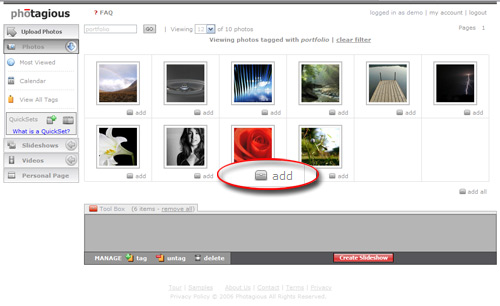 photagious
? FAQ
logged in as demo | my account | logout
Upload Photos
portfolio GO | Viewing 12 of 10 photos
Pages 1
Viewing photos tagged with portfolio | clear filter
Photos
Most Viewed
Calendar
View All Tags
QuickSets
What is a QuickSet?
Slideshows
Videos
Personal Page
add add add add add add
add add add add
add
add all
Tool Box (6 items - remove all)
MANAGE tag untag delete
Create Slideshow
Tour | Samples About Us | Contact | Terms | Privacy
Privacy Policy © 2006 Photagious All Rights Reserved.